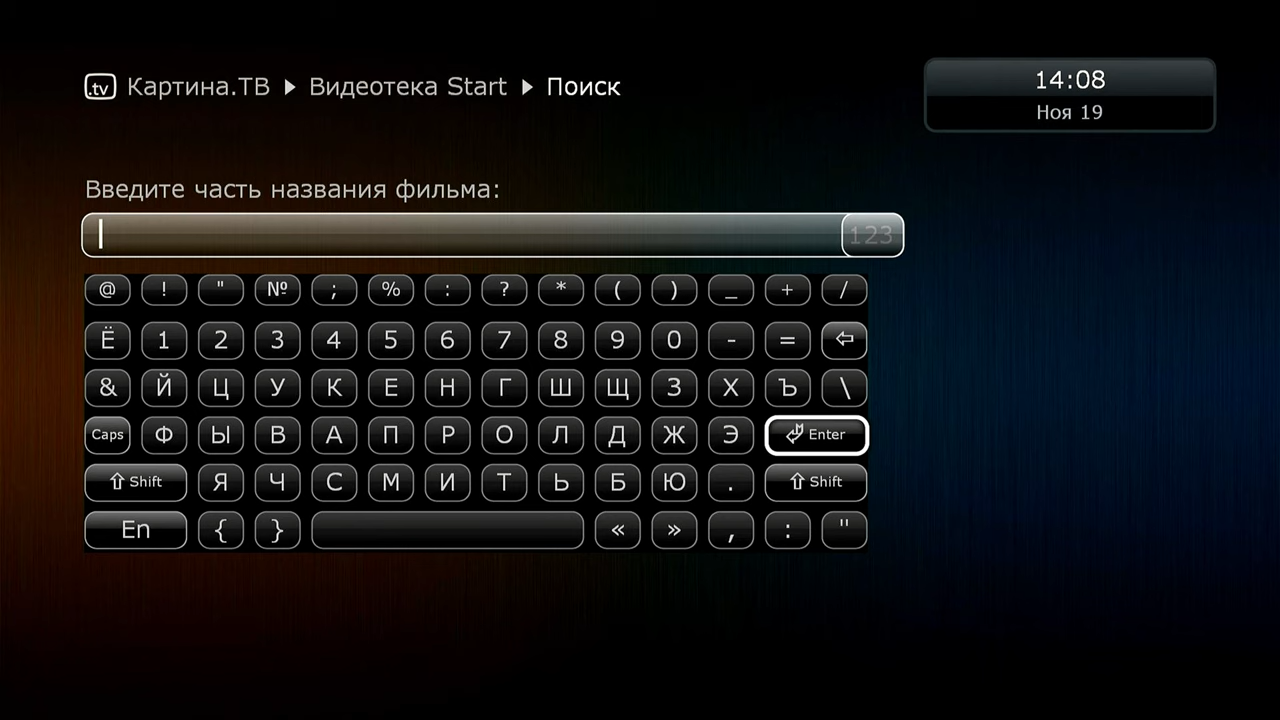 .tv Картина.ТВ Видеотека Start Поиск
14:08
Ноя 19
Введите часть названия фильма:
123
@ ! " № ; % : ? * ( ) _ + /
Ё 1 2 3 4 5 6 7 8 9 0 - =
& Й Ц У К Е Н Г Ш Щ З Х Ъ \
Caps Ф Ы В А П Р О Л Д Ж Э Enter
Shift Я Ч С М И Т Ь Б Ю . Shift
En { } « » , : "